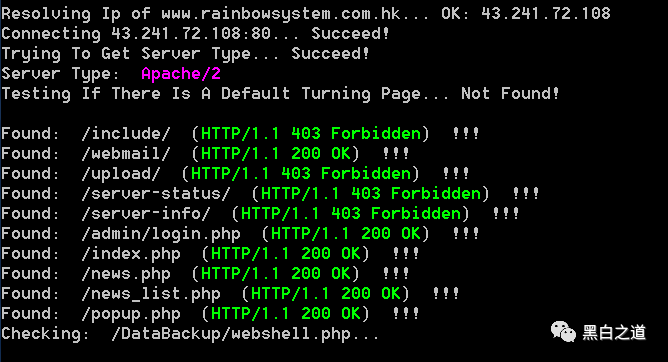 Resolving Ip of www.rainbowsystem.com.hk... OK: 43.241.72.108
Connecting 43.241.72.108:80... Succeed!
Trying To Get Server Type... Succeed!
Server Type:  Apache/2
Testing If There Is A Default Turning Page... Not Found!
Found:  /include/  (HTTP/1.1 403 Forbidden)  !!!
Found:  /webmail/  (HTTP/1.1 200 OK)  !!!
Found:  /upload/  (HTTP/1.1 403 Forbidden)  !!!
Found:  /server-status/  (HTTP/1.1 403 Forbidden)  !!!
Found:  /server-info/  (HTTP/1.1 403 Forbidden)  !!!
Found:  /admin/login.php  (HTTP/1.1 200 OK)  !!!
Found:  /index.php  (HTTP/1.1 200 OK)  !!!
Found:  /news.php  (HTTP/1.1 200 OK)  !!!
Found:  /news_list.php  (HTTP/1.1 200 OK)  !!!
Found:  /popup.php  (HTTP/1.1 200 OK)  !!!
Checking:  /DataBackup/webshell.php...
黑白之道